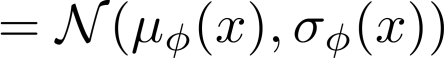 = 𝒩(μ_ϕ(x), σ_ϕ(x))